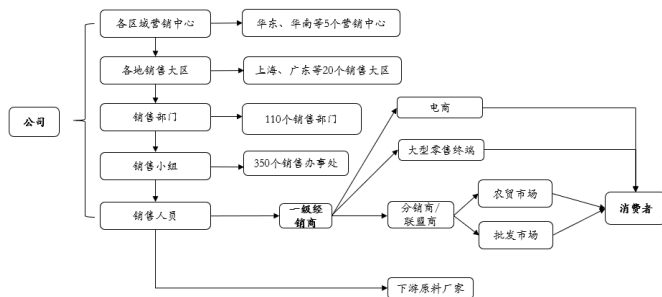 各区域营销中心
华东、华南等5个营销中心
各地销售大区
上海、广东等20个销售大区
公司
销售部门
110个销售部门
电商
销售小组
350个销售办事处
大型零售终端
销售人员
一级经
销商
分销商/
联盟商
农贸市场
批发市场
消费者
下游原料厂家